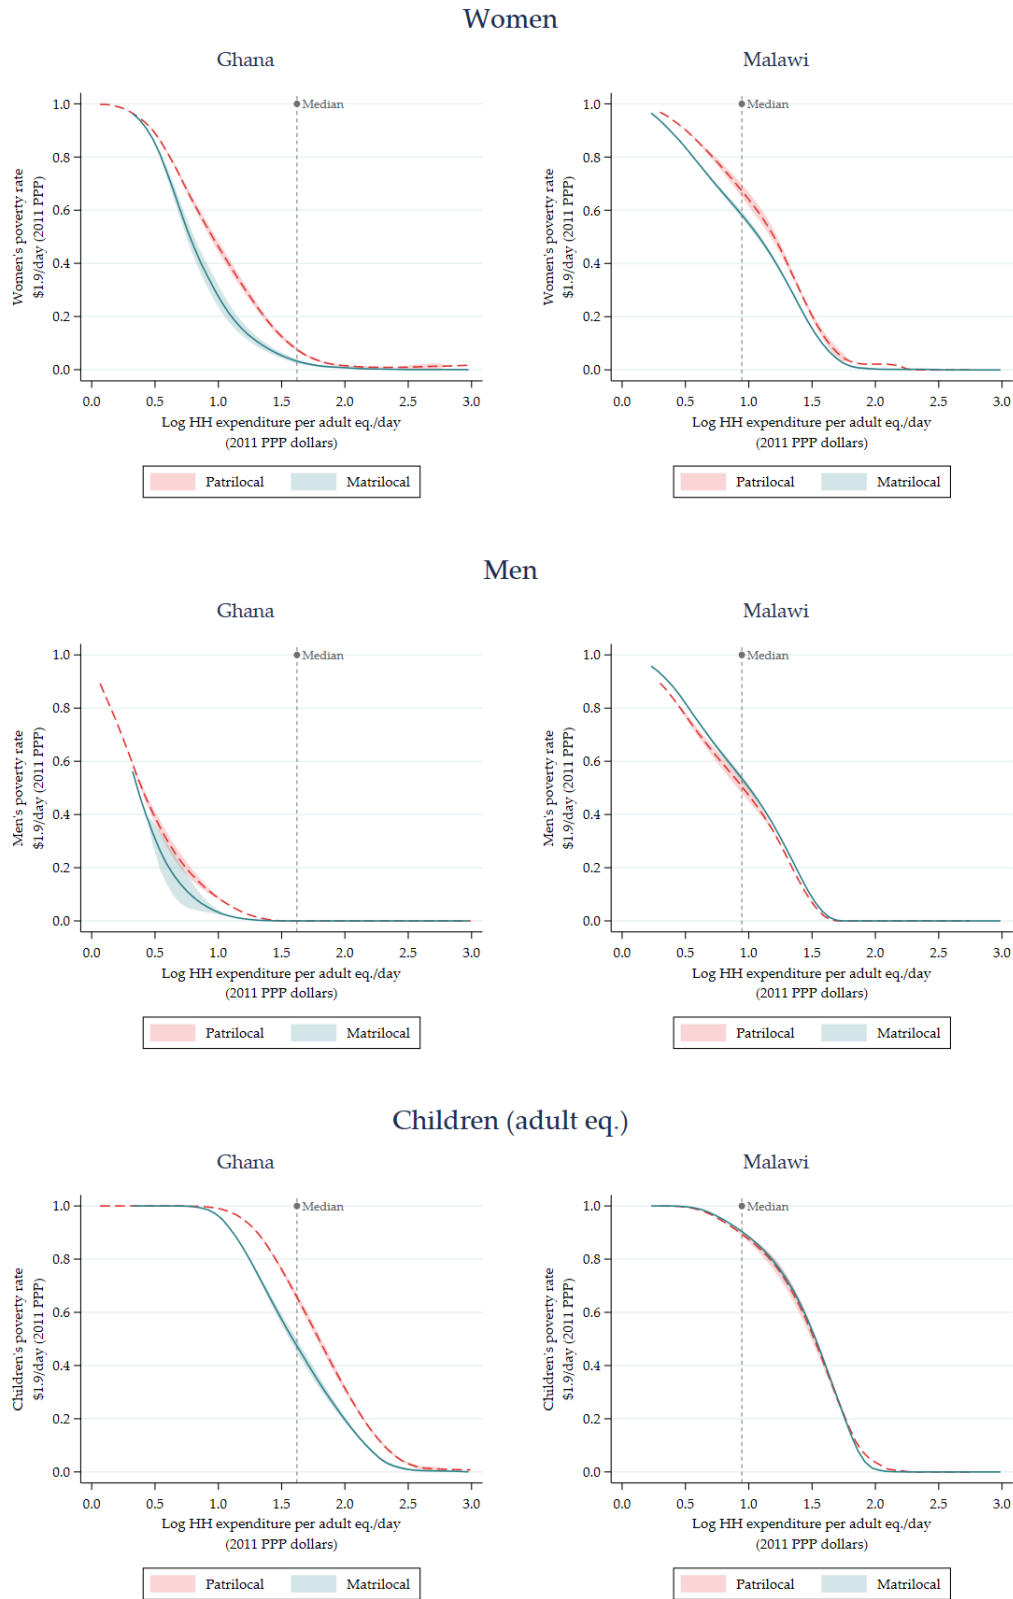 Women
Ghana
Women's poverty rate
$1.9/day (2011 PPP)
1.0
0.8
0.6
0.4
0.2
0.0
Median
0.0 0.5 1.0 1.5 2.0 2.5 3.0
Log HH expenditure per adult eq./day
(2011 PPP dollars)
Patrilocal Matrilocal
Malawi
Women's poverty rate
$1.9/day (2011 PPP)
1.0
0.8
0.6
0.4
0.2
0.0
Median
0.0 0.5 1.0 1.5 2.0 2.5 3.0
Log HH expenditure per adult eq./day
(2011 PPP dollars)
Patrilocal Matrilocal
Men
Ghana
Men's poverty rate
$1.9/day (2011 PPP)
1.0
0.8
0.6
0.4
0.2
0.0
Median
0.0 0.5 1.0 1.5 2.0 2.5 3.0
Log HH expenditure per adult eq./day
(2011 PPP dollars)
Patrilocal Matrilocal
Malawi
Men's poverty rate
$1.9/day (2011 PPP)
1.0
0.8
0.6
0.4
0.2
0.0
Median
0.0 0.5 1.0 1.5 2.0 2.5 3.0
Log HH expenditure per adult eq./day
(2011 PPP dollars)
Patrilocal Matrilocal
Children (adult eq.)
Ghana
Children's poverty rate
$1.9/day (2011 PPP)
1.0
0.8
0.6
0.4
0.2
0.0
Median
0.0 0.5 1.0 1.5 2.0 2.5 3.0
Log HH expenditure per adult eq./day
(2011 PPP dollars)
Patrilocal Matrilocal
Malawi
Children's poverty rate
$1.9/day (2011 PPP)
1.0
0.8
0.6
0.4
0.2
0.0
Median
0.0 0.5 1.0 1.5 2.0 2.5 3.0
Log HH expenditure per adult eq./day
(2011 PPP dollars)
Patrilocal Matrilocal